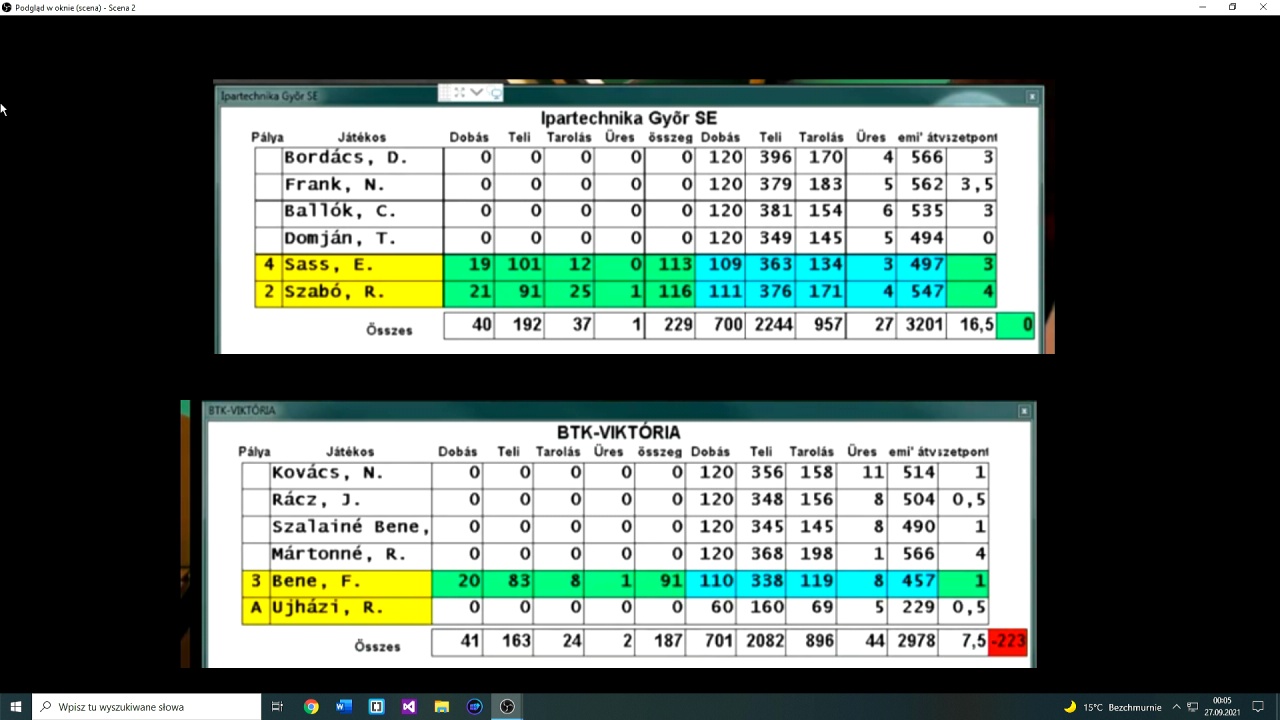 Podgląd w oknie (scena) - Scena 2
Ipartechnika Győr SE
Ipartechnika Győr SE
Pálya Játékos Dobás Teli Tarolás Üres összeg Dobás Teli Tarolás Üres emi' átv szetpont
Bordács, D. 0 0 0 0 0 120 396 170 4 566 3
Frank, N. 0 0 0 0 0 120 379 183 5 562 3,5
Ballók, C. 0 0 0 0 0 120 381 154 6 535 3
Domján, T. 0 0 0 0 0 120 349 145 5 494 0
4 Sass, E. 19 101 12 0 113 109 363 134 3 497 3
2 Szabó, R. 21 91 25 1 116 111 376 171 4 547 4
Összes 40 192 37 1 229 700 2244 957 27 3201 16,5 0
BTK-VIKTÓRIA
BTK-VIKTÓRIA
Pálya Játékos Dobás Teli Tarolás Üres összeg Dobás Teli Tarolás Üres emi' átv szetpont
Kovács, N. 0 0 0 0 0 120 356 158 11 514 1
Rácz, J. 0 0 0 0 0 120 348 156 8 504 0,5
Szalainé Bene, 0 0 0 0 0 120 345 145 8 490 1
Mártonné, R. 0 0 0 0 0 120 368 198 1 566 4
3 Bene, F. 20 83 8 1 91 110 338 119 8 457 1
A Ujházi, R. 0 0 0 0 0 60 160 69 5 229 0,5
Összes 41 163 24 2 187 701 2082 896 44 2978 7,5 -223
Wpisz tu wyszukiwane słowa
15°C Bezchmurnie
00:05
27.09.2021